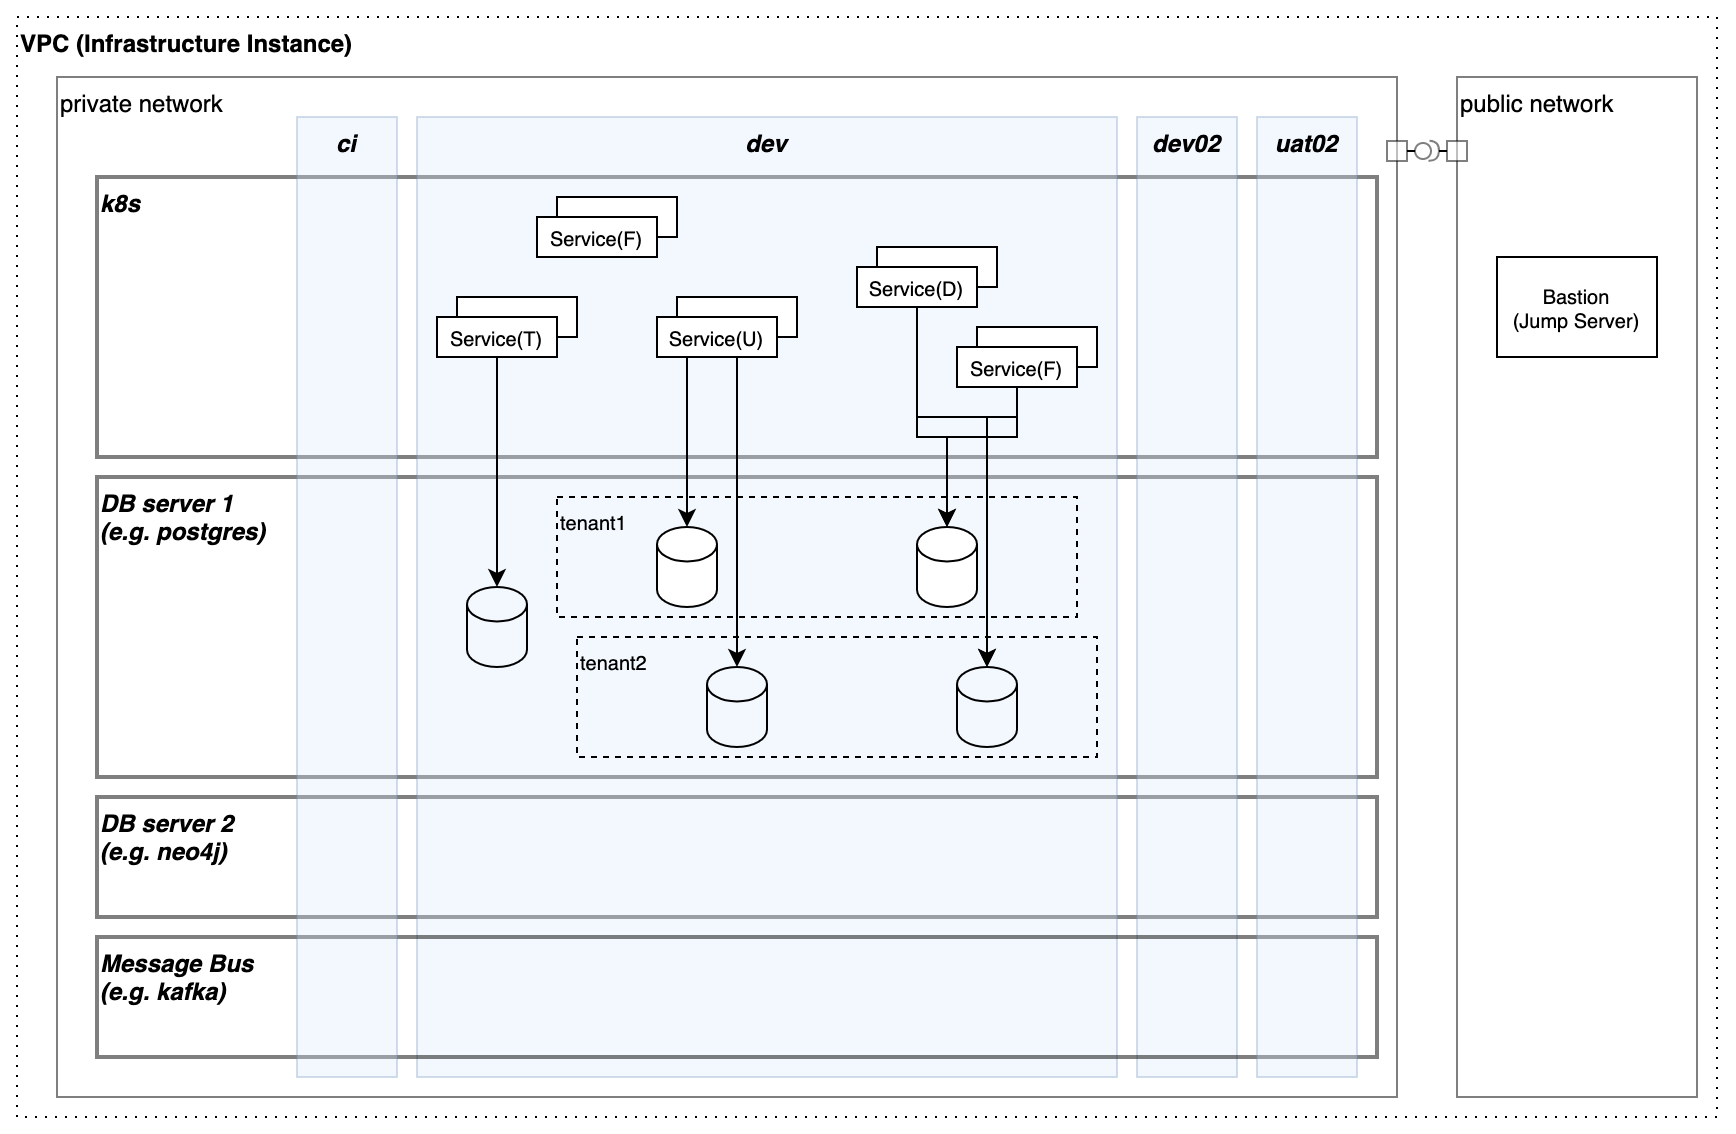 VPC (Infrastructure Instance)
private network
public network
ci
dev
dev02
uat02
k8s
Service(F)
Service(D)
Service(T)
Service(U)
Service(F)
Bastion
(Jump Server)
DB server 1
(e.g. postgres)
tenant1
tenant2
DB server 2
(e.g. neo4j)
Message Bus
(e.g. kafka)